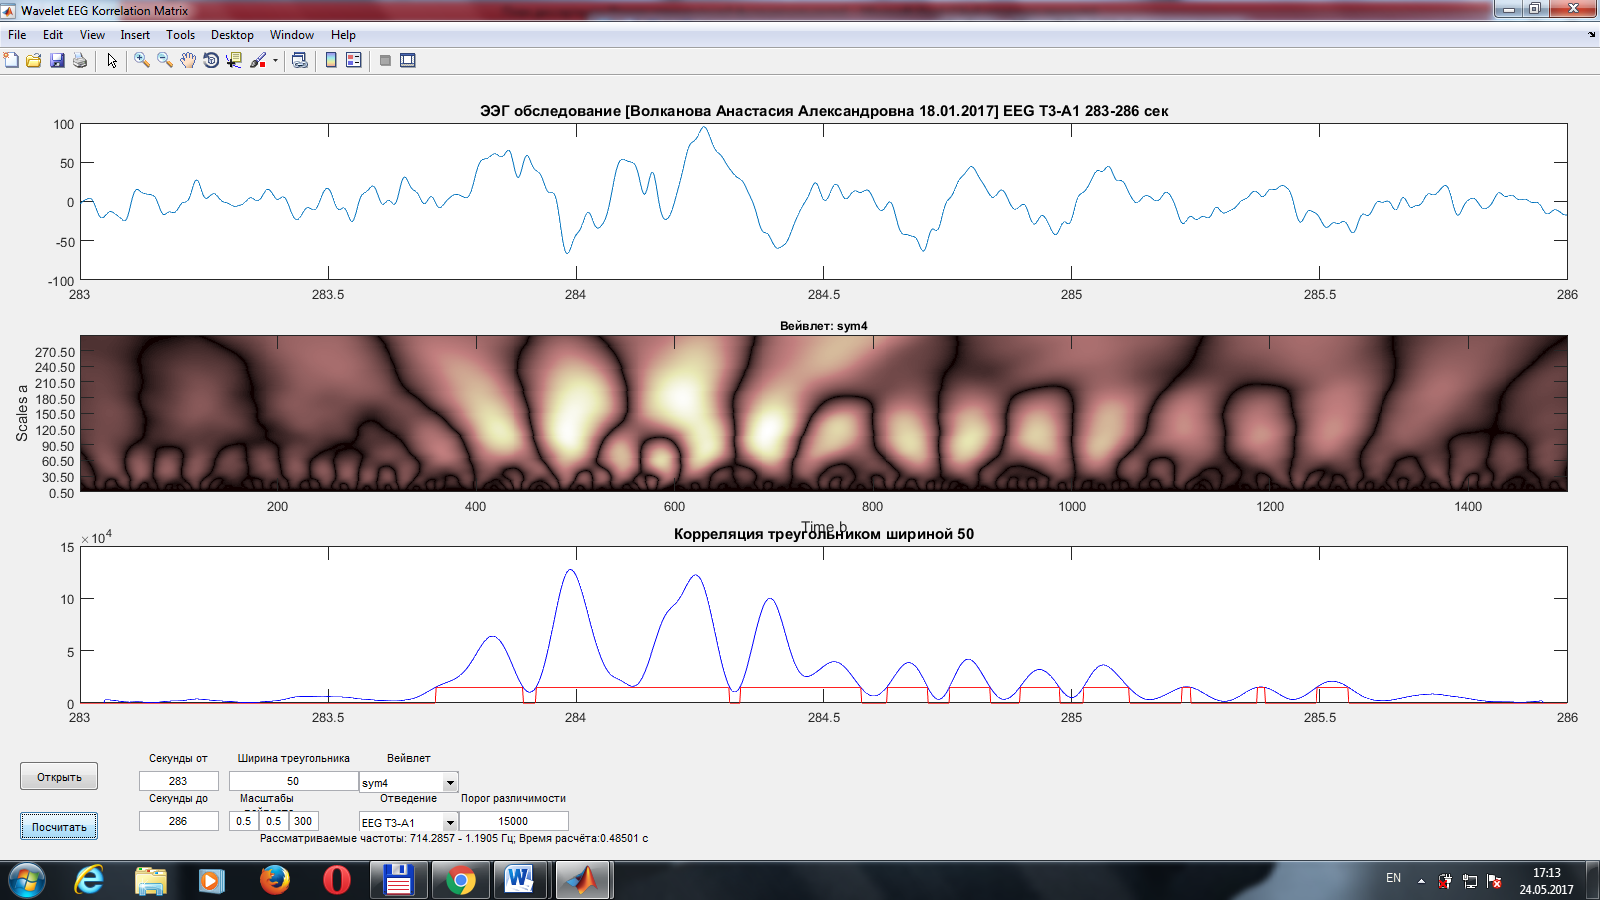 Wavelet EEG Korrelation Matrix
File Edit View Insert Tools Desktop Window Help
ЭЭГ обследование [Волканова Анастасия Александровна 18.01.2017] EEG T3-A1 283-286 сек
100
50
0
-50
-100
283 283.5 284 284.5 285 285.5 286
Вейвлет: sym4
Scales a
270.50
240.50
210.50
180.50
150.50
120.50
90.50
60.50
30.50
0.50
200 400 600 800 1000 1200 1400
Time b
Корреляция треугольником шириной 50
×10^4
15
10
5
0
283 283.5 284 284.5 285 285.5 286
Секунды от Ширина треугольника Вейвлет
Открыть 283 50 sym4
Секунды до Масштабы Отведение Порог различимости
Посчитать 286 0.5 0.5 300 EEG T3-A1 15000
Рассматриваемые частоты: 714.2857 - 1.1905 Гц; Время расчёта:0.48501 с
EN 17:13
24.05.2017